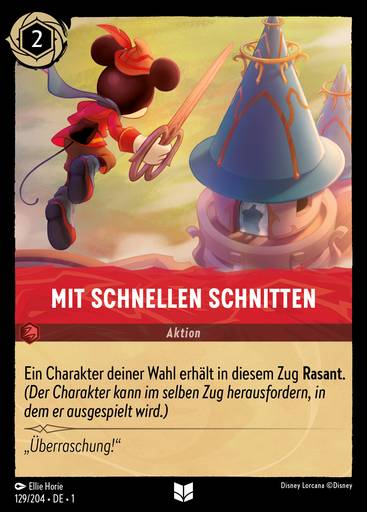 2
MIT SCHNELLEN SCHNITTEN
Aktion
Ein Charakter deiner Wahl erhält in diesem Zug Rasant.
(Der Charakter kann im selben Zug herausfordern, in
dem er ausgespielt wird.)
„Überraschung!“
Ellie Horie
129/204 • DE • 1
Disney Lorcana ©Disney